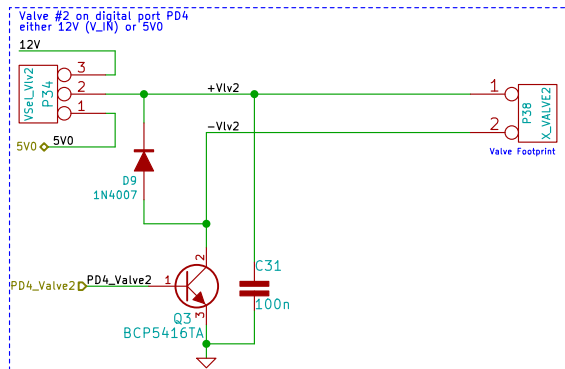 Valve #2 on digital port PD4
either 12V (V_IN) or 5V0
12V
VSel_Vlv2
P34
3
2
1
+Vlv2
-Vlv2
1
2
P38
X_VALVE2
Valve Footprint
5V0
5V0
D9
1N4007
PD4_Valve2
PD4_Valve2
1
2
3
Q3
BCP5416TA
C31
100n